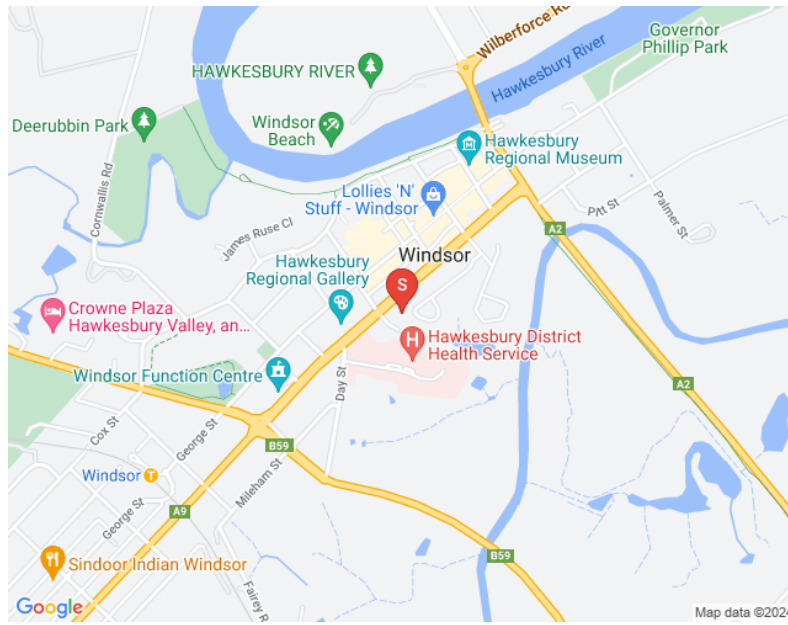 Governor
Phillip Park
Wilberforce Ro
HAWKESBURY RIVER
Hawkesbury River
Deerubbin Park
Windsor
Beach
Hawkesbury
Regional Museum
Cornwallis Rd
Lollies 'N'
Stuff - Windsor
Pitt St
Palmer St
James Ruse Cl
A2
Windsor
Hawkesbury
Regional Gallery
S
Crowne Plaza
Hawkesbury Valley, an...
H
Hawkesbury District
Health Service
Windsor Function Centre
Day St
A2
Cox St
George St
B59
Windsor
T
Mileham St
George St
A9
B59
Sindoor Indian Windsor
Fairey R
Google
Map data ©2024